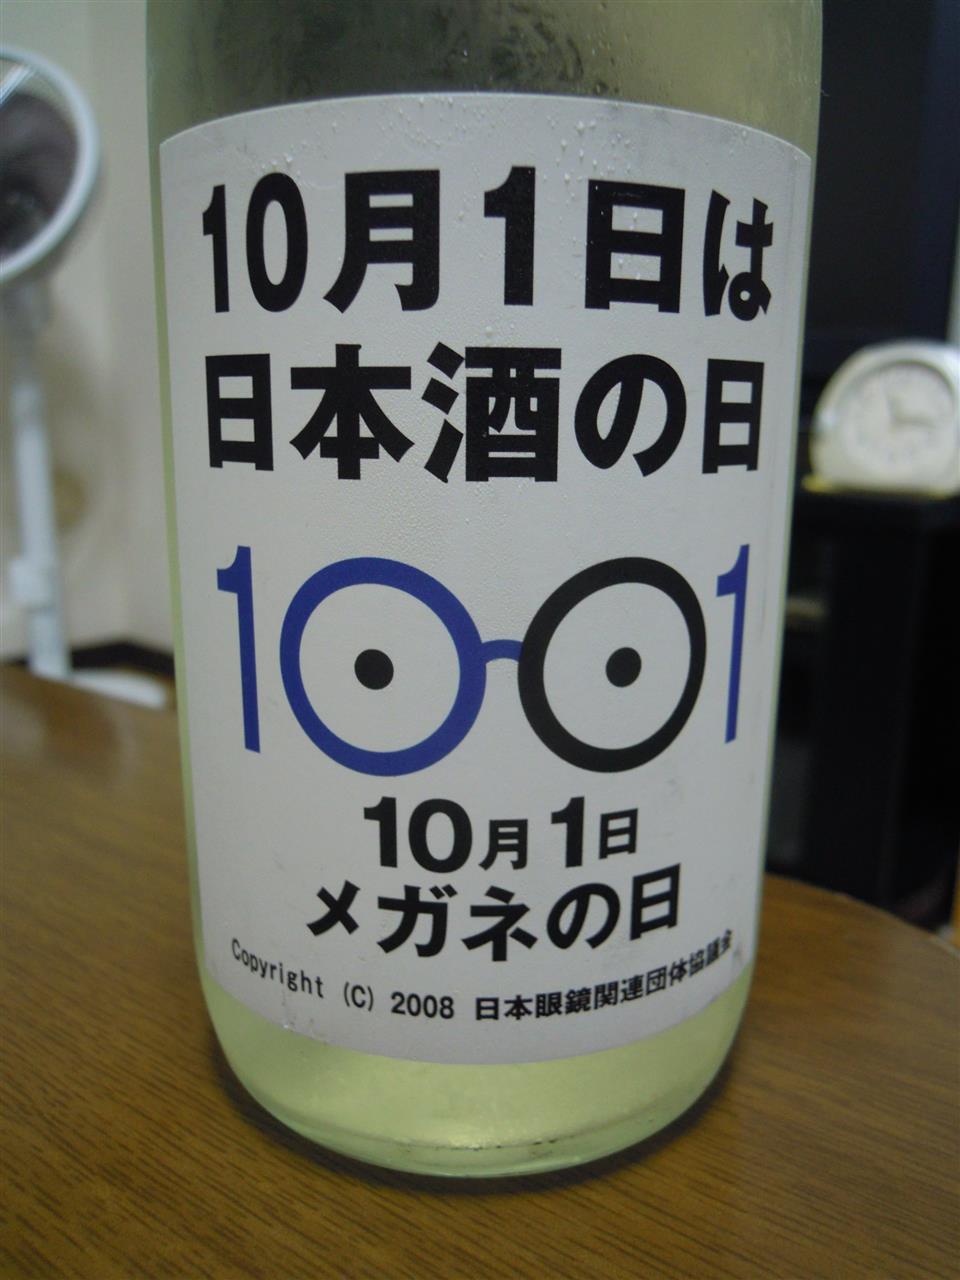 10月1日は
日本酒の日
1001
10月1日
メガネの日
Copyright (C) 2008 日本眼鏡関連団体協議会